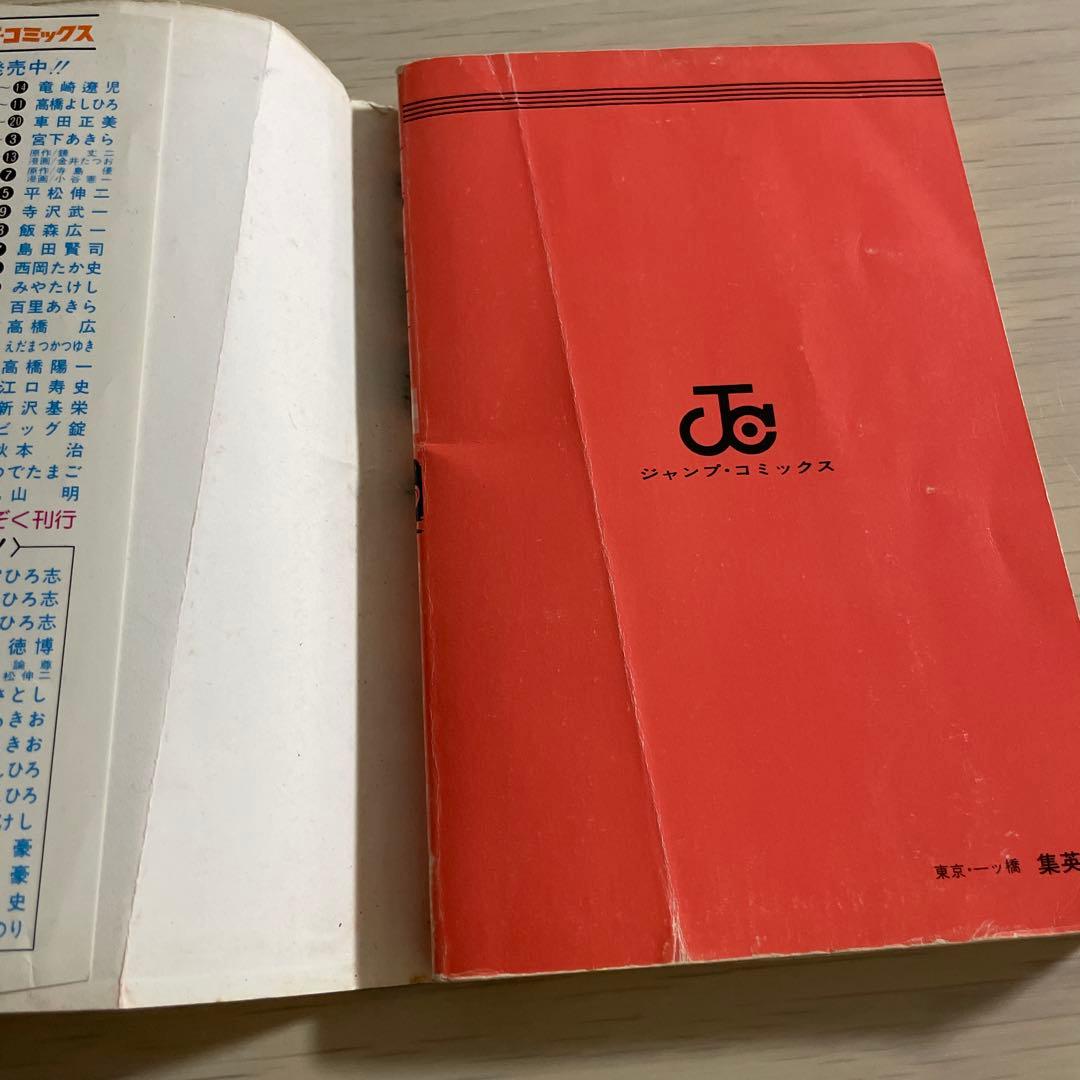 コミックス
発売中!!
〜⑭ 竜崎遼児
〜⑪ 高橋よしひろ
〜⑳ 車田正美
③ 宮下あきら
⑬ 原作/鏡丈二
漫画/金井たつお
⑦ 原作/寺島優
漫画/小谷憲一
平松伸二
寺沢武一
飯森広一
島田賢司
西岡たか史
みやたけし
百里あきら
高橋 広
えだまつかつゆき
高橋陽一
江口寿史
新沢基栄
ビッグ錠
秋本 治
ゆでたまご
山 明
ぞく刊行
ひろ志
ひろ志
ひろ志
徳博
論尊
松伸二
さとし
きお
きお
ひろ
ひろ
けし
豪
豪
史
のり
JC
ジャンプ・コミックス
東京・一ツ橋 集英